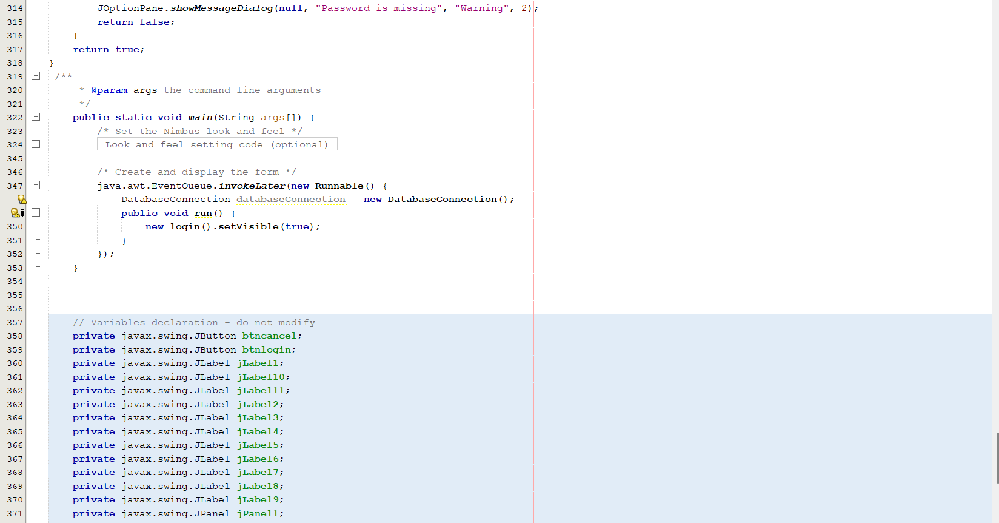 314 JOptionPane.showMessageDialog(null, "Password is missing", "Warning", 2);
315 return false;
316 }
317 return true;
318 }
319 /**
320 * @param args the command line arguments
321 */
322 public static void main(String args[]) {
323 /* Set the Nimbus look and feel */
324 Look and feel setting code (optional)
345
346 /* Create and display the form */
347 java.awt.EventQueue.invokeLater(new Runnable() {
DatabaseConnection databaseConnection = new DatabaseConnection();
public void run() {
350 new login().setVisible(true);
351 }
352 });
353 }
354
355
356
357 // Variables declaration - do not modify
358 private javax.swing.JButton btncancel;
359 private javax.swing.JButton btnlogin;
360 private javax.swing.JLabel jLabel1;
361 private javax.swing.JLabel jLabel10;
362 private javax.swing.JLabel jLabel11;
363 private javax.swing.JLabel jLabel2;
364 private javax.swing.JLabel jLabel3;
365 private javax.swing.JLabel jLabel4;
366 private javax.swing.JLabel jLabel5;
367 private javax.swing.JLabel jLabel6;
368 private javax.swing.JLabel jLabel7;
369 private javax.swing.JLabel jLabel8;
370 private javax.swing.JLabel jLabel9;
371 private javax.swing.JPanel jPanel1;